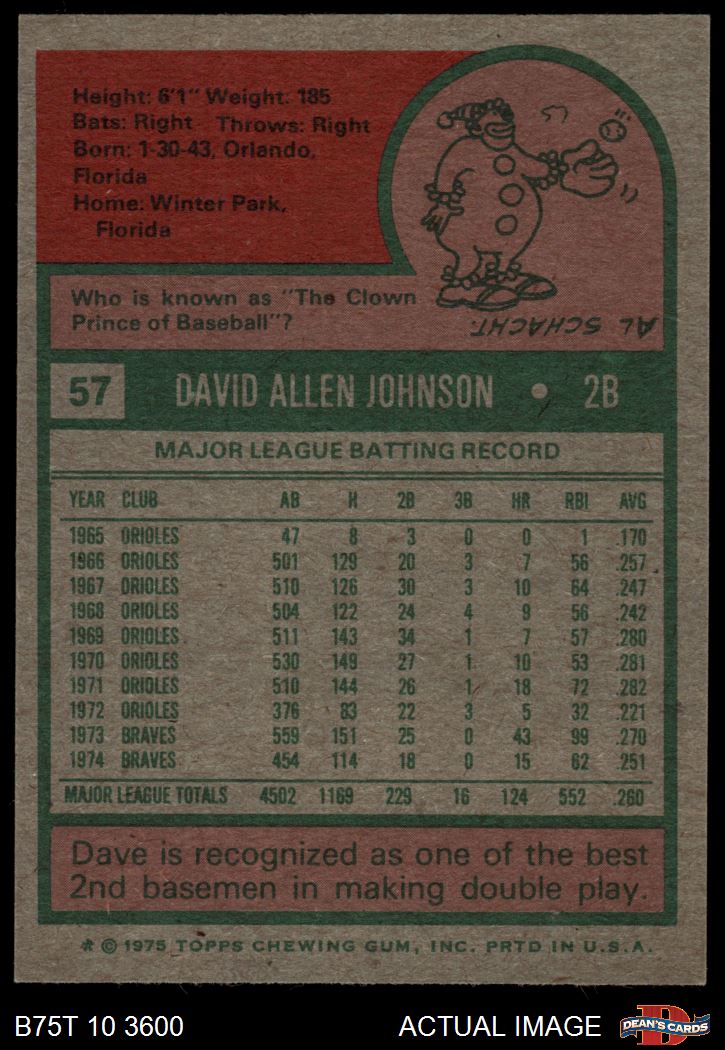 Height: 6'1" Weight: 185
Bats: Right Throws: Right
Born: 1-30-43, Orlando,
Florida
Home: Winter Park,
Florida
Who is known as "The Clown
Prince of Baseball"?
AL SCHACHT.
57 DAVID ALLEN JOHNSON • 2B
MAJOR LEAGUE BATTING RECORD
YEAR CLUB AB H 2B 3B HR RBI AVG
1965 ORIOLES 47 8 3 0 0 1 .170
1966 ORIOLES 501 129 20 3 7 56 .257
1967 ORIOLES 510 126 30 3 10 64 .247
1968 ORIOLES 504 122 24 4 9 56 .242
1969 ORIOLES 511 143 34 1 7 57 .280
1970 ORIOLES 530 149 27 1 10 53 .281
1971 ORIOLES 510 144 26 1 18 72 .282
1972 ORIOLES 376 83 22 3 5 32 .221
1973 BRAVES 559 151 25 0 43 99 .270
1974 BRAVES 454 114 18 0 15 62 .251
MAJOR LEAGUE TOTALS 4502 1169 229 16 124 552 .260
Dave is recognized as one of the best
2nd basemen in making double play.
* © 1975 TOPPS CHEWING GUM, INC. PRTD IN U.S.A.
B75T 10 3600 ACTUAL IMAGE DEAN'S CARDS